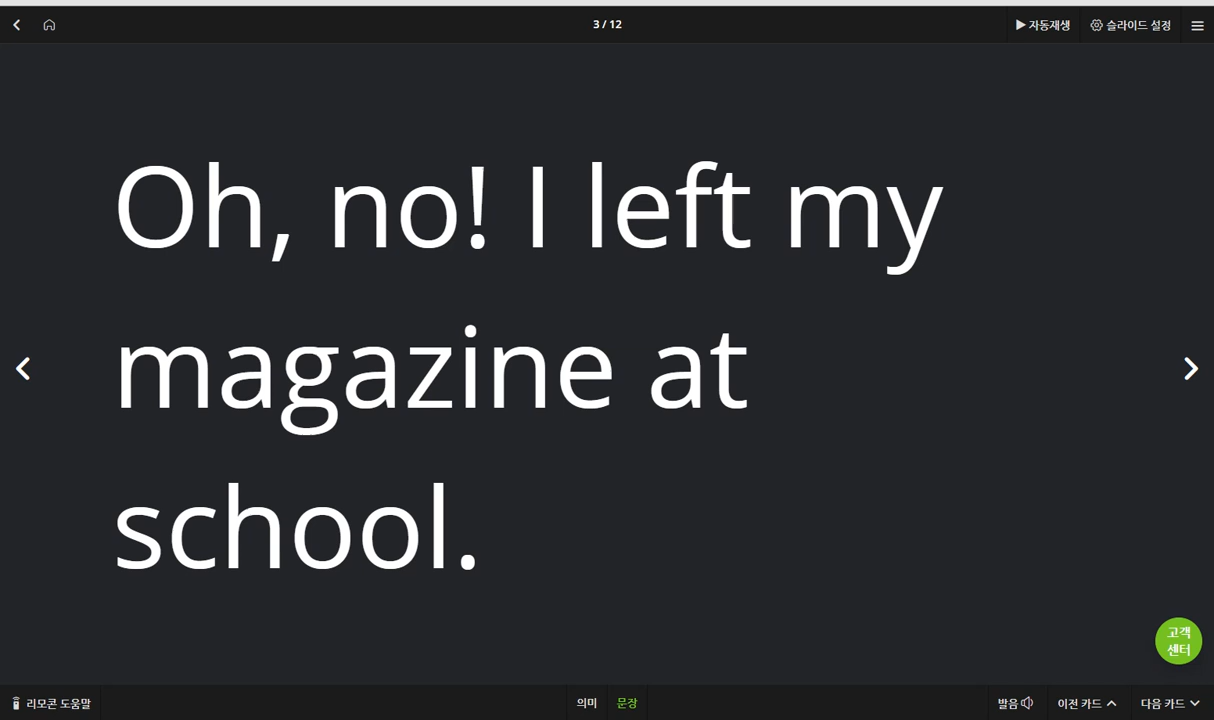 3 / 12
자동재생
슬라이드 설정
Oh, no! I left my
magazine at
school.
고객
센터
리모콘 도움말
의미
문장
발음
이전 카드
다음 카드